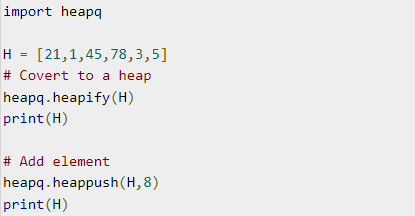 import heapq
H = [21,1,45,78,3,5]
# Covert to a heap
heapq.heapify(H)
print(H)
# Add element
heapq.heappush(H,8)
print(H)